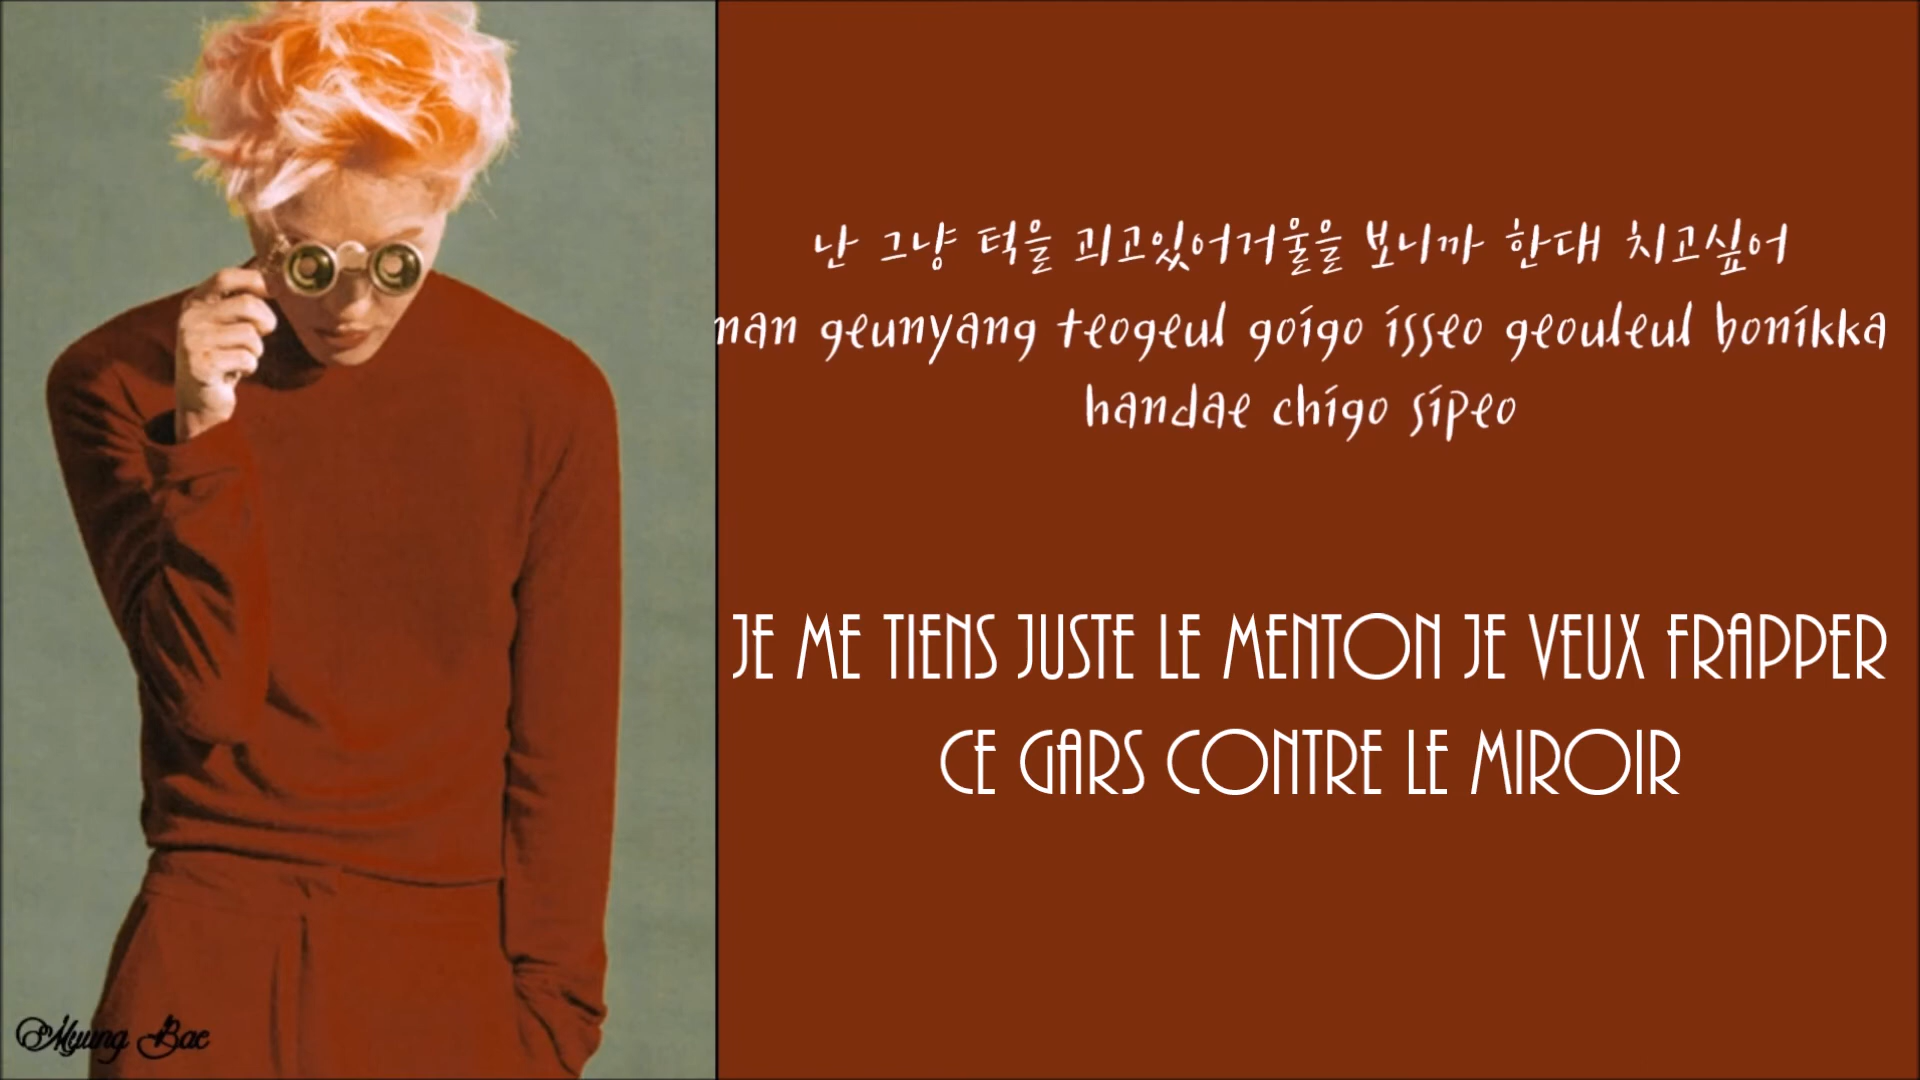 난 그냥 턱을 괴고있어거울을 보니까 한대 치고싶어
nan geunyang teogeul goigo isseo geouleul bonikka
handae chigo sipeo
JE ME TIENS JUSTE LE MENTON JE VEUX FRAPPER
CE GARS CONTRE LE MIROIR
Myung Bae